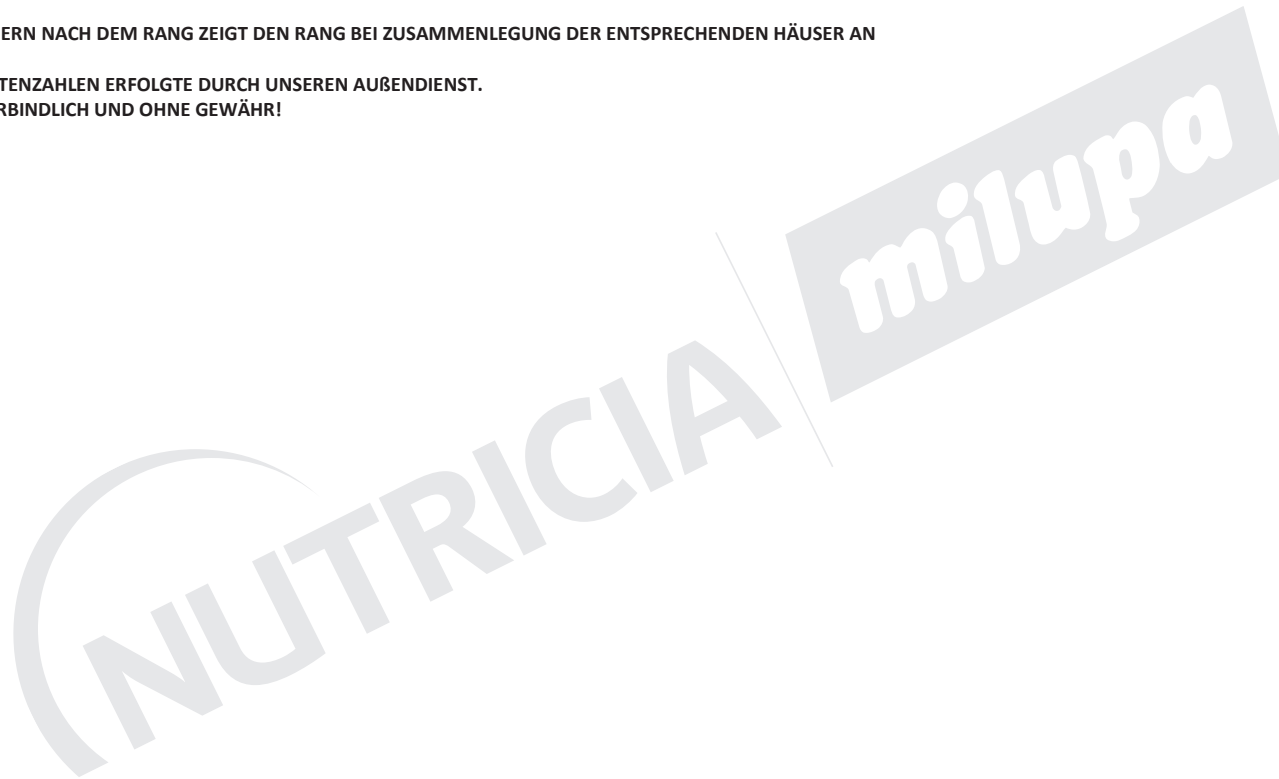 ERN NACH DEM RANG ZEIGT DEN RANG BEI ZUSAMMENLEGUNG DER ENTSPRECHENDEN HÄUSER AN
TENZAHLEN ERFOLGTE DURCH UNSEREN AUßENDIENST.
RBINDLICH UND OHNE GEWÄHR!
milupa
NUTRICIA